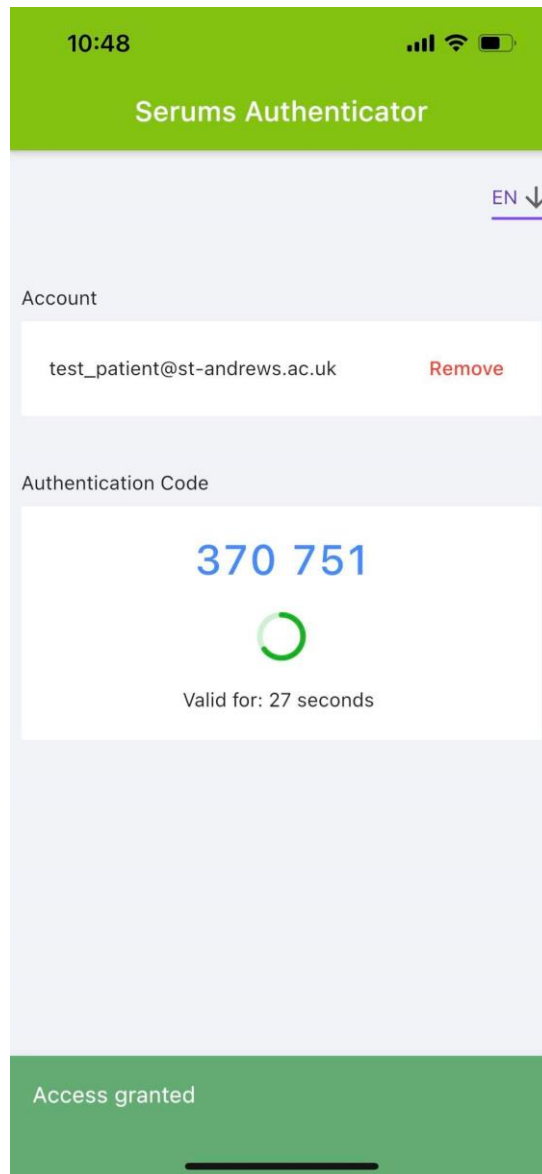 10:48
Serums Authenticator
EN
Account
test_patient@st-andrews.ac.uk Remove
Authentication Code
370 751
Valid for: 27 seconds
Access granted